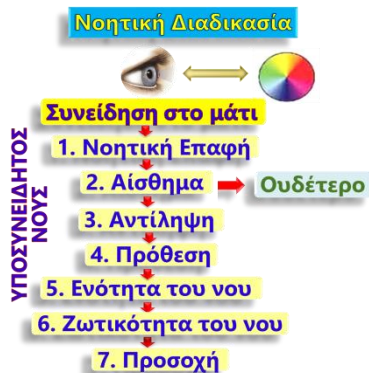 Νοητική Διαδικασία
Συνείδηση στο μάτι
1. Νοητική Επαφή
2. Αίσθημα
Ουδέτερο
3. Αντίληψη
4. Πρόθεση
5. Ενότητα του νου
6. Ζωτικότητα του νου
7. Προσοχή
ΥΠΟΣΥΝΕΙΔΗΤΟΣ
ΝΟΥΣ